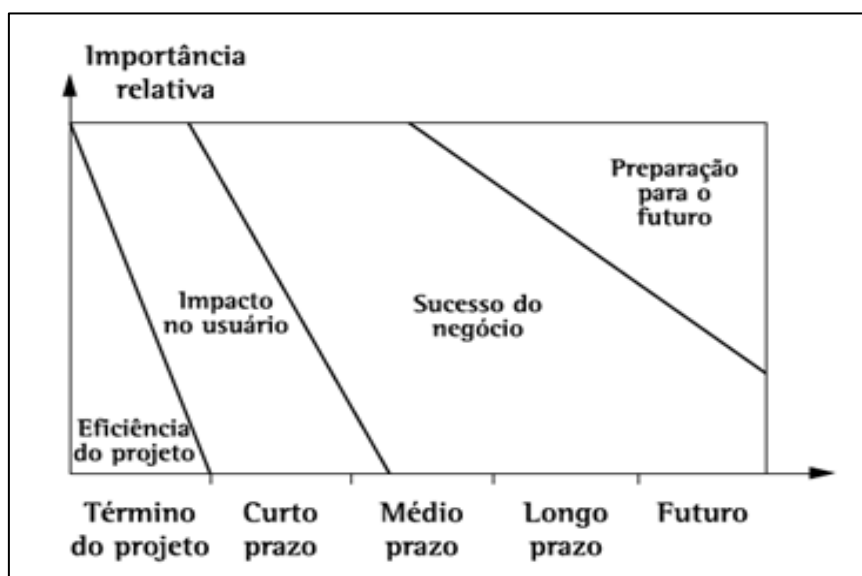 Importância
relativa
Preparação
para o
futuro
Impacto
no usuário
Sucesso do
negócio
Eficiência
do projeto
Término
do projeto
Curto
prazo
Médio
prazo
Longo
prazo
Futuro